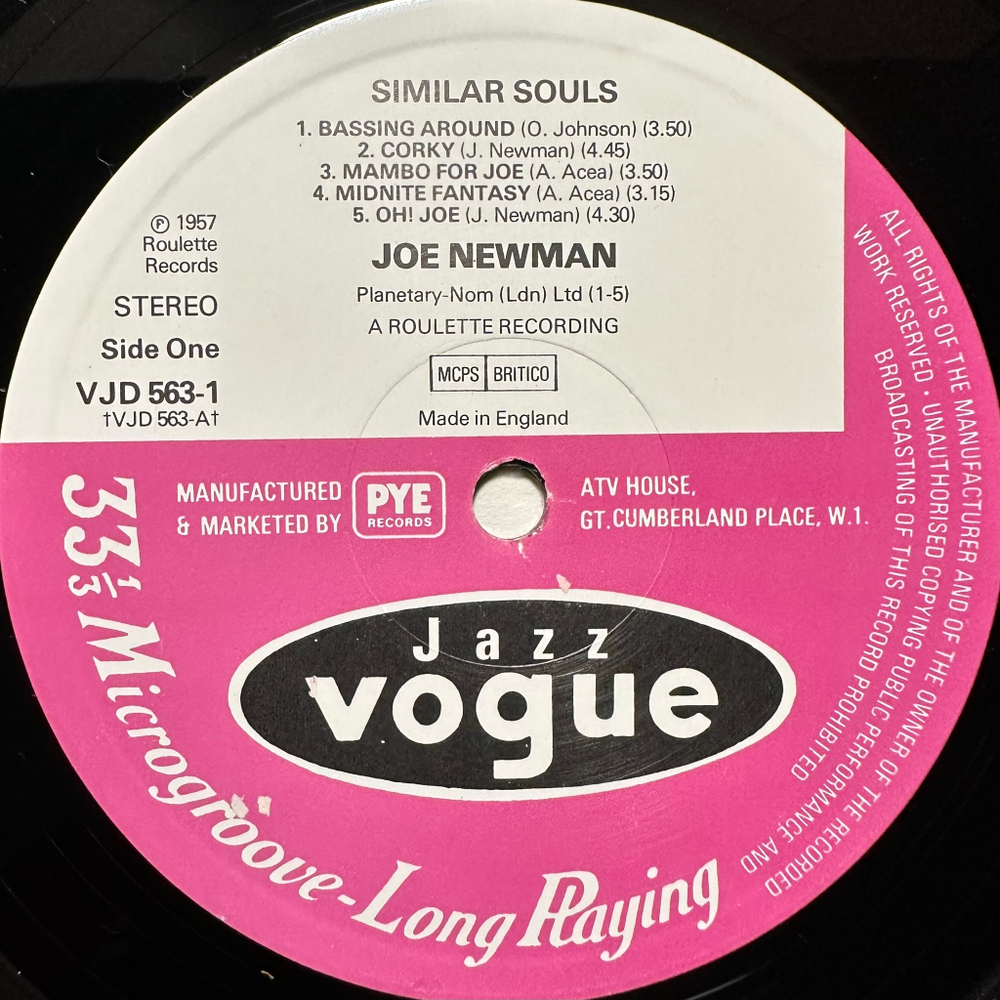 SIMILAR SOULS
1. BASSING AROUND (O. Johnson) (3.50)
2. CORKY (J. Newman) (4.45)
3. MAMBO FOR JOE (A. Acea) (3.50)
4. MIDNITE FANTASY (A. Acea) (3.15)
5. OH! JOE (J. Newman) (4.30)
JOE NEWMAN
Planetary-Nom (Ldn) Ltd (1-5)
A ROULETTE RECORDING
MCPS BRITICO
Made in England
Ⓟ 1957
Roulette
Records
STEREO
Side One
VJD 563-1
†VJD 563-A†
MANUFACTURED
& MARKETED BY
PYE
RECORDS
ATV HOUSE,
GT. CUMBERLAND PLACE, W.1.
Jazz
vogue
33⅓ Microgroove-Long Playing
ALL RIGHTS OF THE MANUFACTURER AND OF THE OWNER OF THE RECORDED
WORK RESERVED · UNAUTHORISED COPYING PUBLIC PERFORMANCE AND
BROADCASTING OF THIS RECORD PROHIBITED